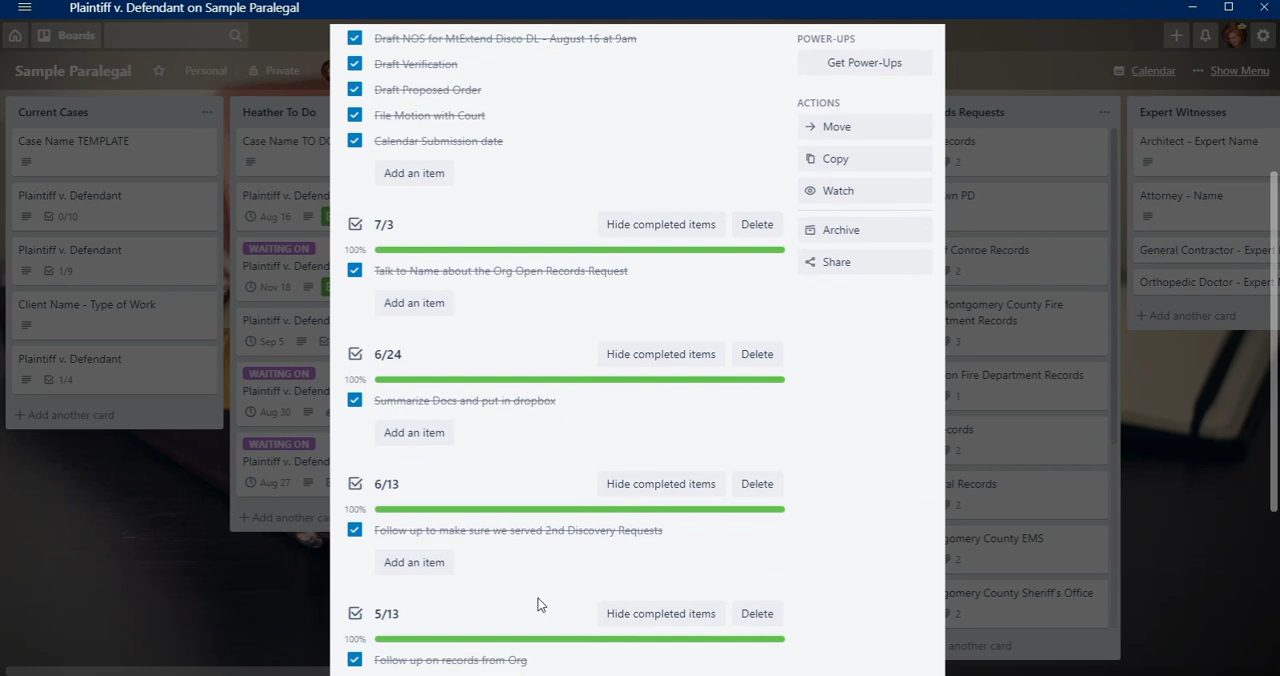 Plaintiff v. Defendant on Sample Paralegal
Boards
Sample Paralegal
Personal
Private
Calendar
Show Menu
Current Cases
Case Name TEMPLATE
Plaintiff v. Defendant
0/10
Plaintiff v. Defendant
1/9
Client Name - Type of Work
Plaintiff v. Defendant
1/4
+ Add another card
Heather To Do
Case Name TO DO
Plaintiff v. Defend
Aug 16
WAITING ON
Plaintiff v. Defend
Nov 18
Plaintiff v. Defend
Sep 5
WAITING ON
Plaintiff v. Defend
Aug 30
WAITING ON
Plaintiff v. Defend
Aug 27
+ Add another car
Draft NOS for MtExtend Disco DL - August 16 at 9am
Draft Verification
Draft Proposed Order
File Motion with Court
Calendar Submission date
Add an item
7/3
Hide completed items
Delete
100%
Talk to Name about the Org Open Records Request
Add an item
6/24
Hide completed items
Delete
100%
Summarize Docs and put in dropbox
Add an item
6/13
Hide completed items
Delete
100%
Follow up to make sure we served 2nd Discovery Requests
Add an item
5/13
Hide completed items
Delete
100%
Follow up on records from Org
POWER-UPS
Get Power-Ups
ACTIONS
Move
Copy
Watch
Archive
Share
ds Requests
ecords
2
wn PD
f Conroe Records
2
Montgomery County Fire
tment Records
3
on Fire Department Records
1
ecords
2
al Records
2
tgomery County EMS
2
gomery County Sheriff's Office
2
another card
Expert Witnesses
Architect - Expert Name
Attorney - Name
General Contractor - Expert
Orthopedic Doctor - Expert
+ Add another card